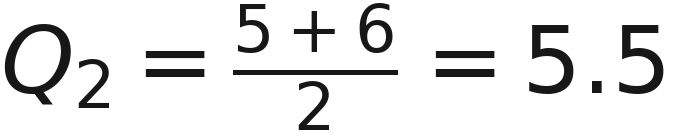 Q₂ = (5 + 6)/2 = 5.5